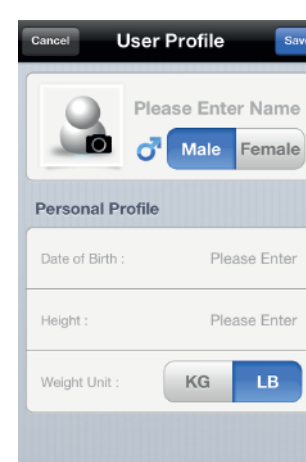 Cancel User Profile Save
Please Enter Name
Male Female
Personal Profile
Date of Birth : Please Enter
Height : Please Enter
Weight Unit : KG LB